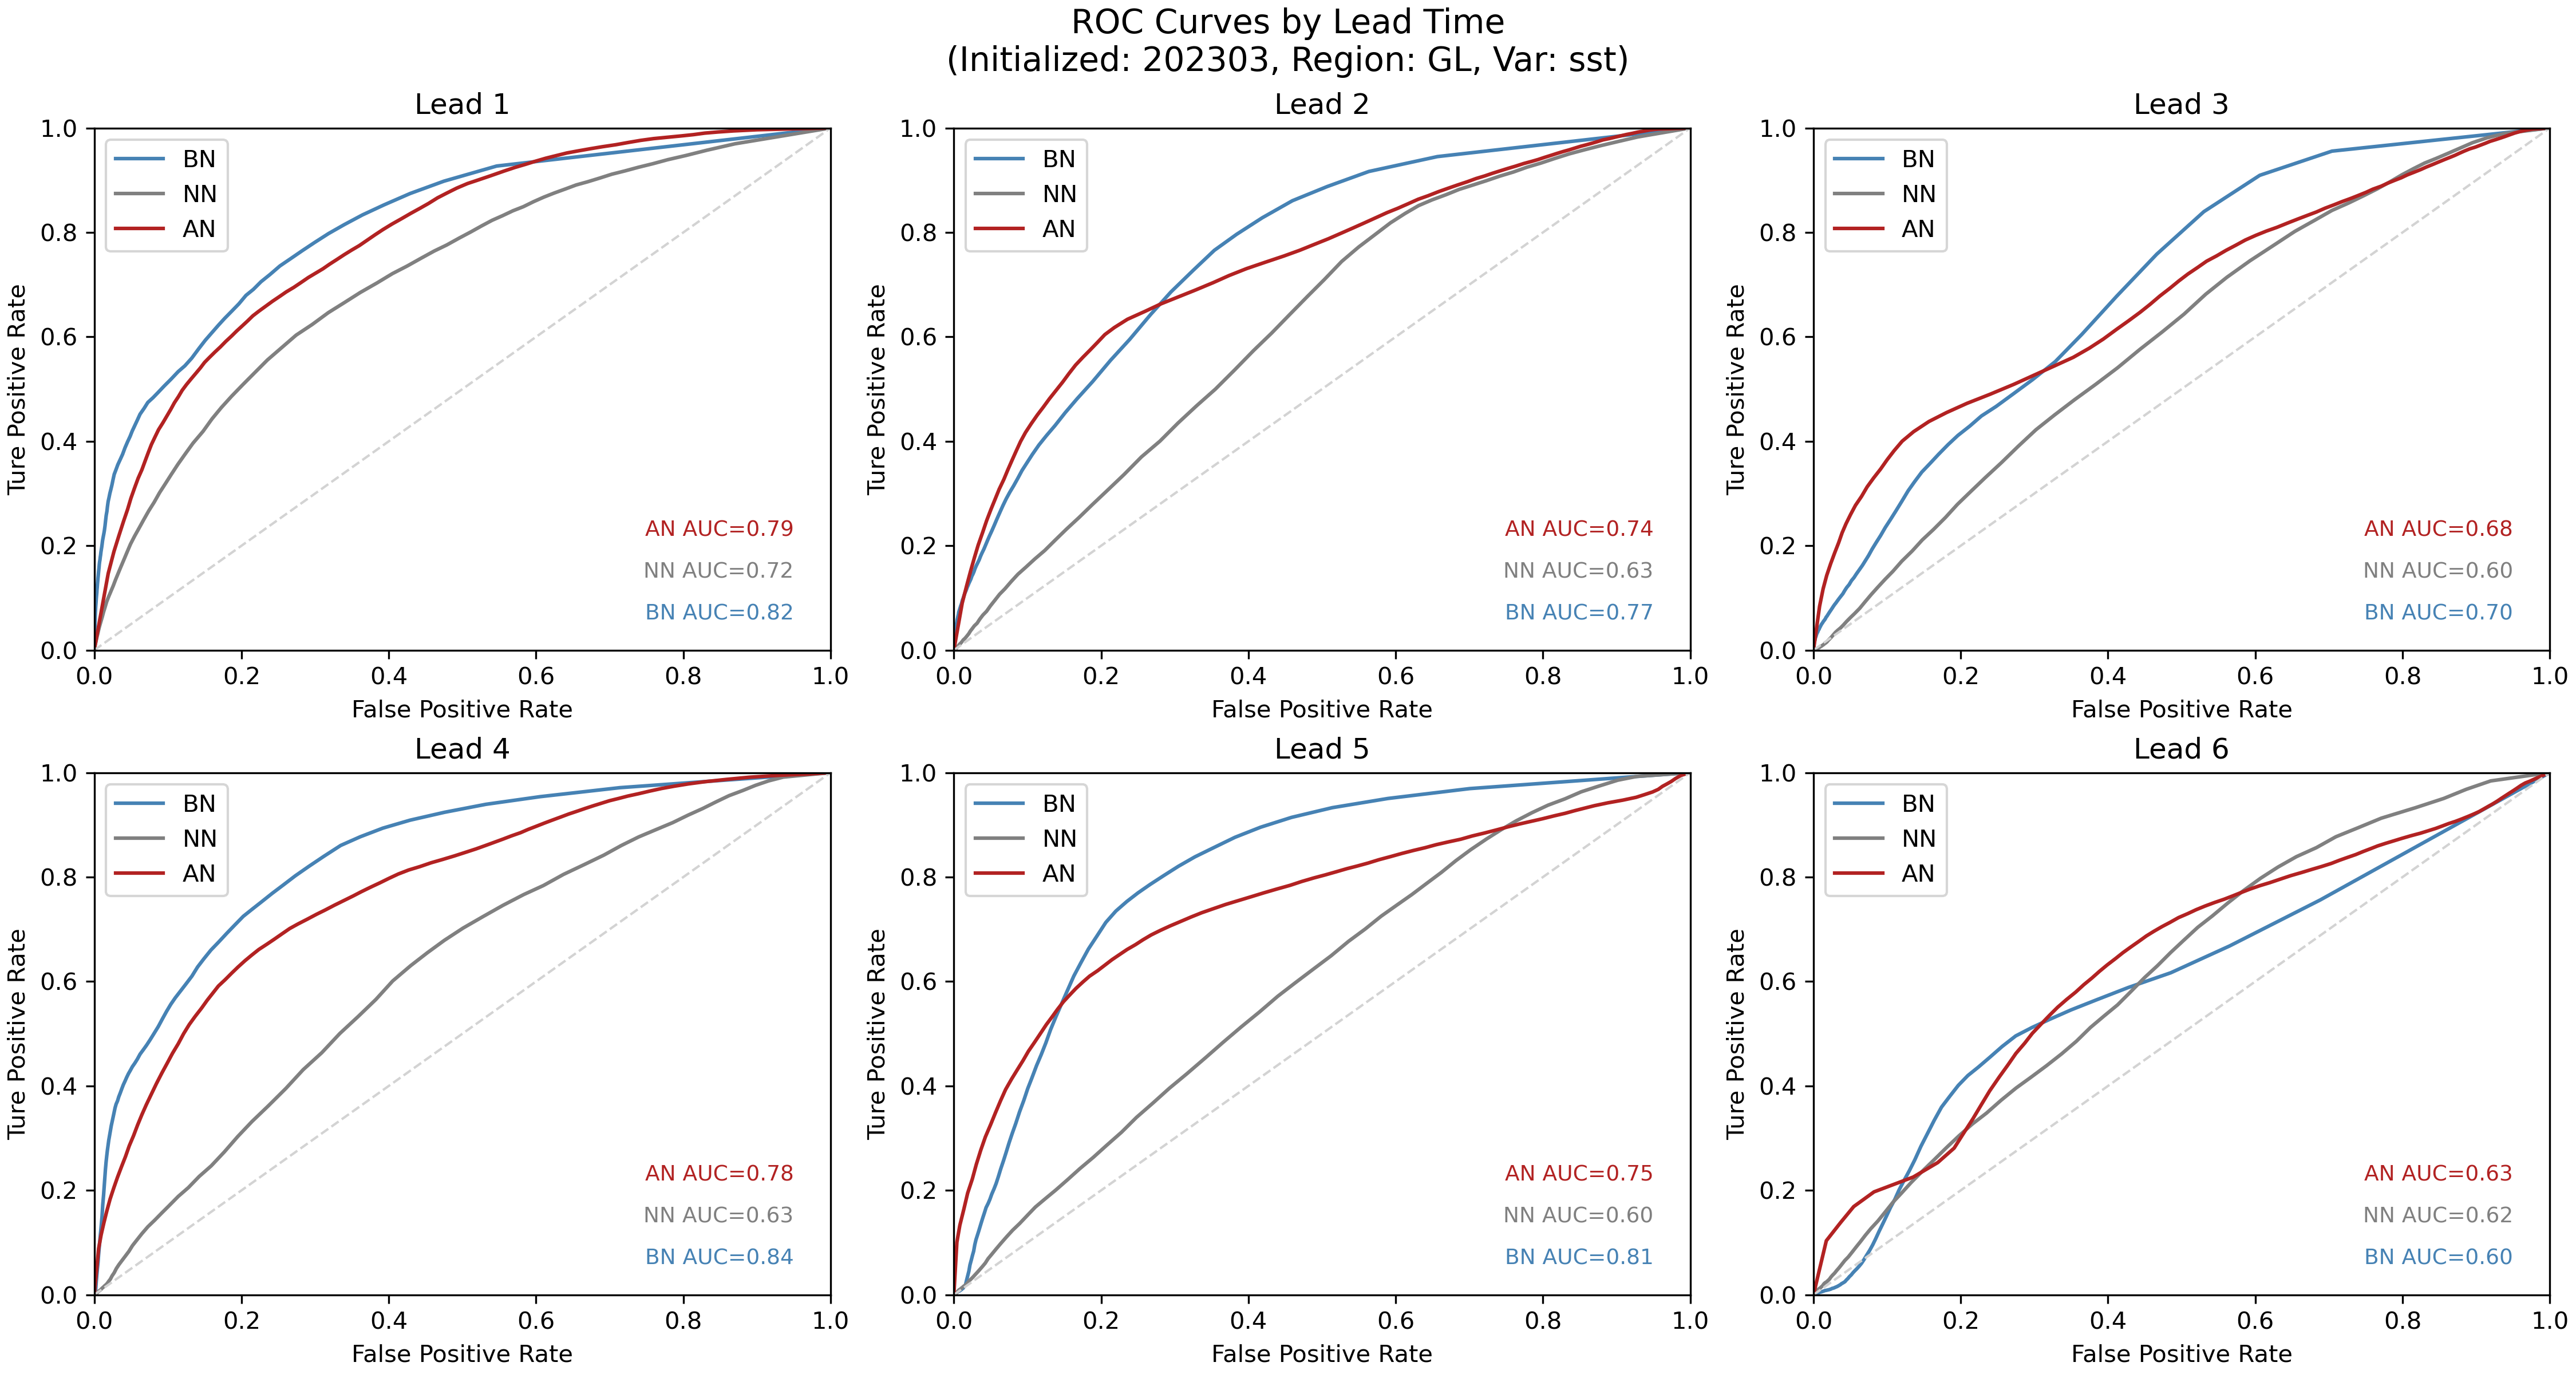 ROC Curves by Lead Time
(Initialized: 202303, Region: GL, Var: sst)
Lead 1
1.0
0.8
0.6
0.4
0.2
0.0
Ture Positive Rate
BN
NN
AN
AN AUC=0.79
NN AUC=0.72
BN AUC=0.82
0.0 0.2 0.4 0.6 0.8 1.0
False Positive Rate
Lead 2
1.0
0.8
0.6
0.4
0.2
0.0
Ture Positive Rate
BN
NN
AN
AN AUC=0.74
NN AUC=0.63
BN AUC=0.77
0.0 0.2 0.4 0.6 0.8 1.0
False Positive Rate
Lead 3
1.0
0.8
0.6
0.4
0.2
0.0
Ture Positive Rate
BN
NN
AN
AN AUC=0.68
NN AUC=0.60
BN AUC=0.70
0.0 0.2 0.4 0.6 0.8 1.0
False Positive Rate
Lead 4
1.0
0.8
0.6
0.4
0.2
0.0
Ture Positive Rate
BN
NN
AN
AN AUC=0.78
NN AUC=0.63
BN AUC=0.84
0.0 0.2 0.4 0.6 0.8 1.0
False Positive Rate
Lead 5
1.0
0.8
0.6
0.4
0.2
0.0
Ture Positive Rate
BN
NN
AN
AN AUC=0.75
NN AUC=0.60
BN AUC=0.81
0.0 0.2 0.4 0.6 0.8 1.0
False Positive Rate
Lead 6
1.0
0.8
0.6
0.4
0.2
0.0
Ture Positive Rate
BN
NN
AN
AN AUC=0.63
NN AUC=0.62
BN AUC=0.60
0.0 0.2 0.4 0.6 0.8 1.0
False Positive Rate